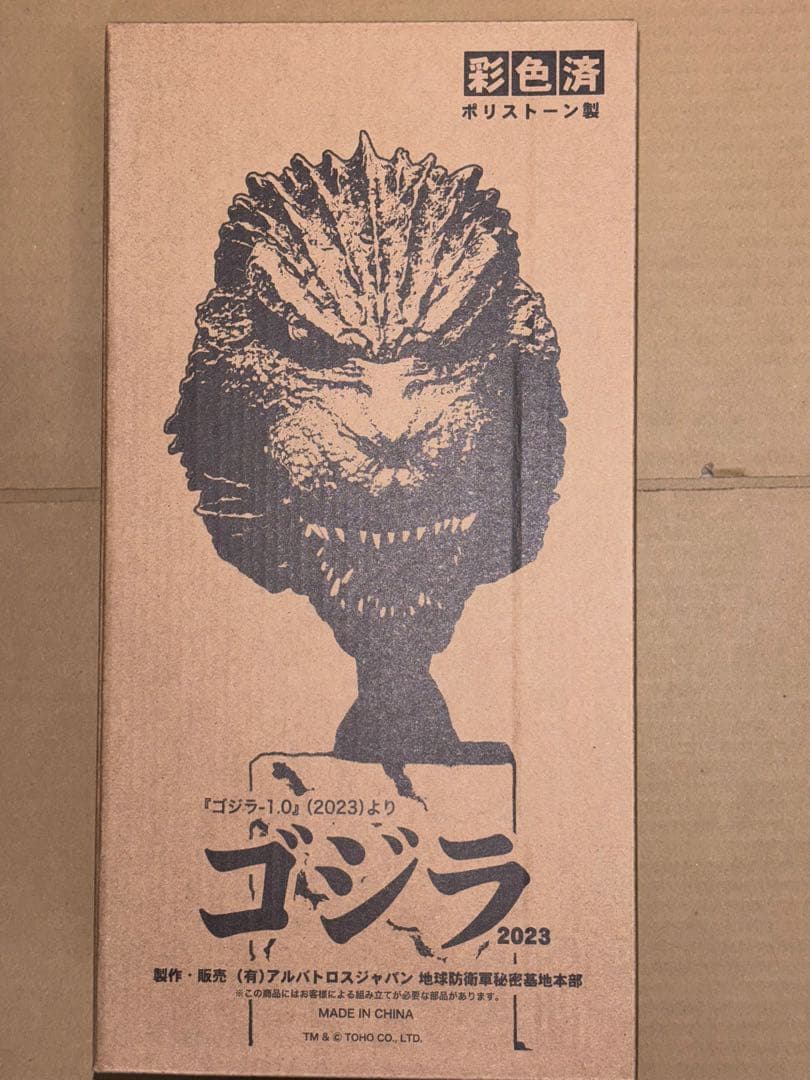 彩色済
ポリストーン製
『ゴジラ-1.0』(2023)より
ゴジラ
2023
製作・販売 (有)アルバトロスジャパン 地球防衛軍秘密基地本部
※この商品にはお客様による組み立てが必要な部品があります。
MADE IN CHINA
TM & © TOHO CO., LTD.